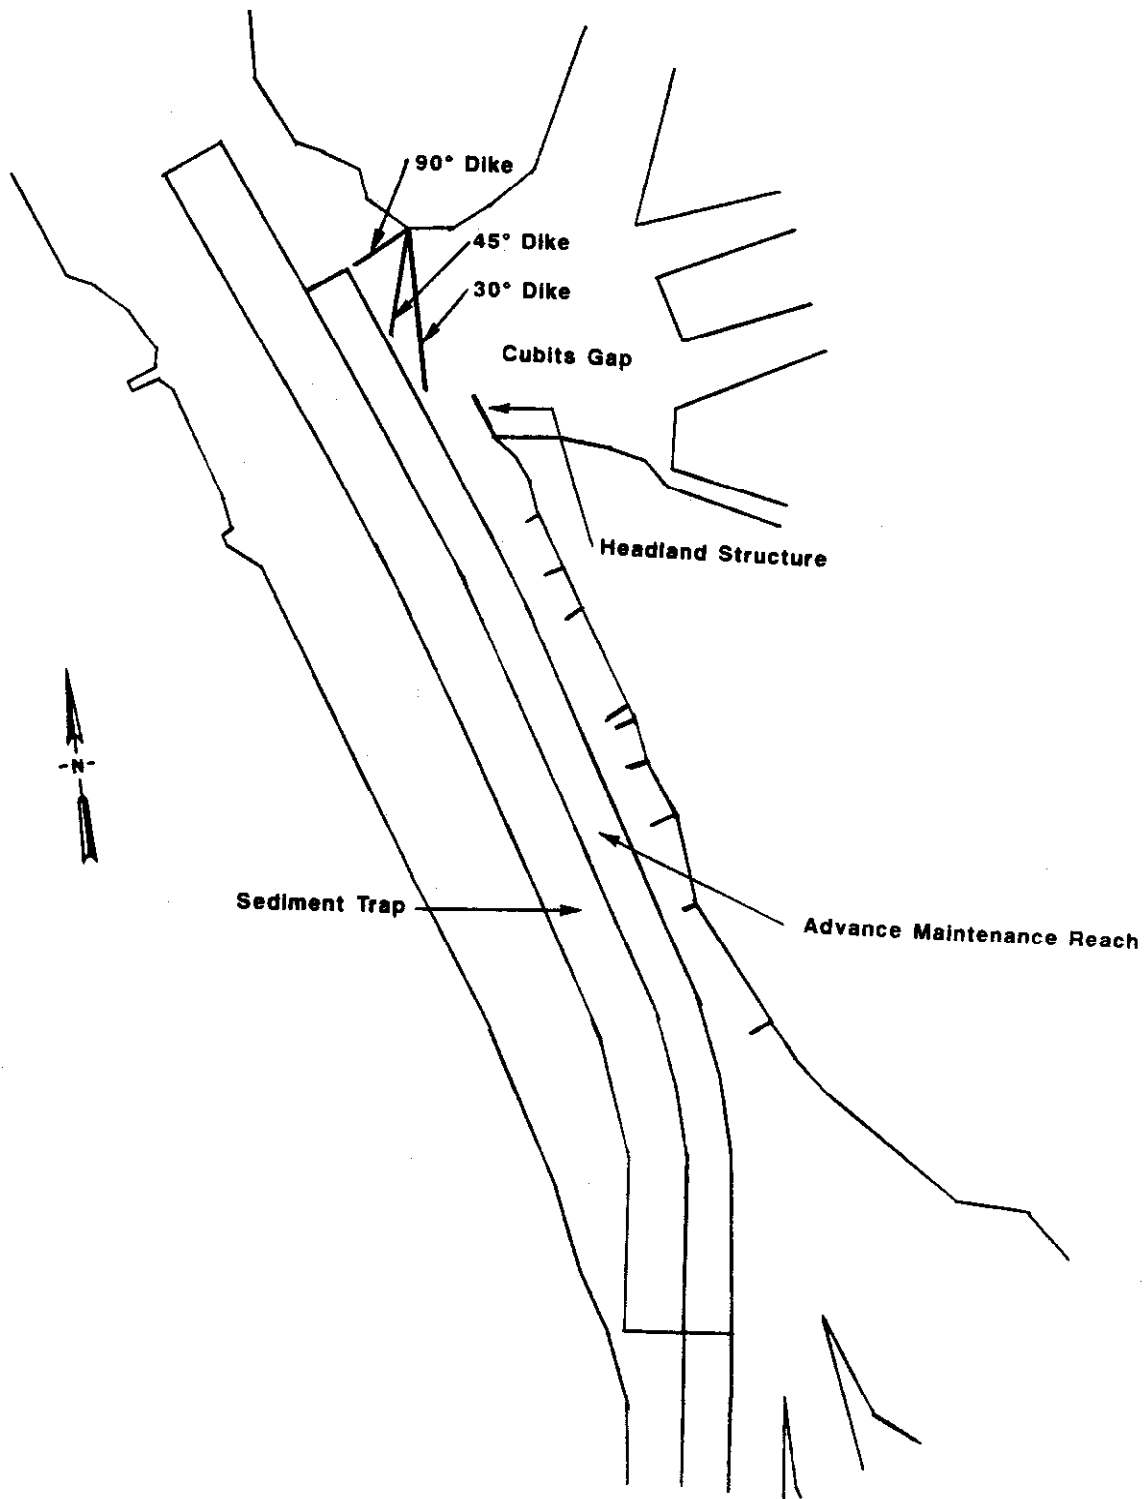 90° Dike
45° Dike
30° Dike
Cubits Gap
Headland Structure
-N-
Sediment Trap
Advance Maintenance Reach